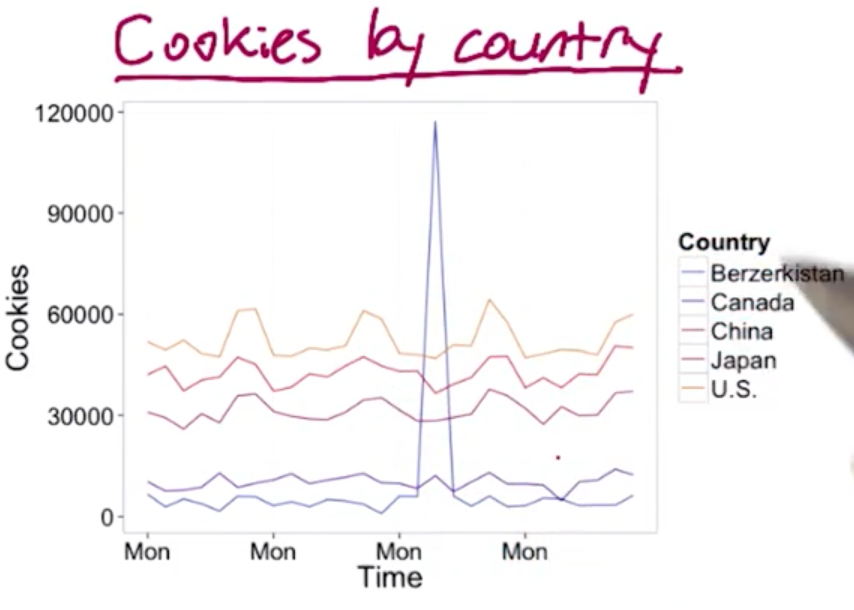 Cookies by country
120000
90000
60000
30000
0
Cookies
Mon Mon Mon Mon
Time
Country
Berzerkistan
Canada
China
Japan
U.S.